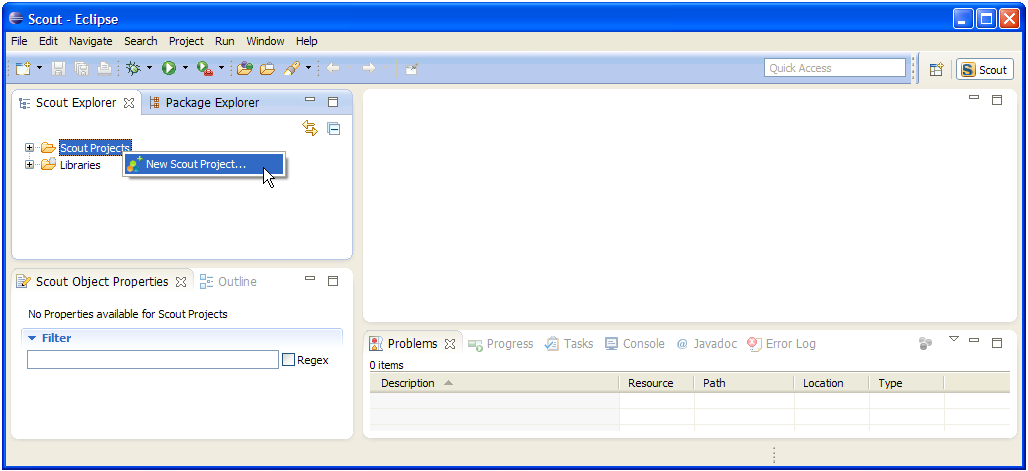 Scout - Eclipse
File Edit Navigate Search Project Run Window Help
Quick Access
Scout
Scout Explorer Package Explorer
Scout Projects
New Scout Project...
Libraries
Scout Object Properties Outline
No Properties available for Scout Projects
Filter
Regex
Problems Progress Tasks Console @ Javadoc Error Log
0 items
Description Resource Path Location Type